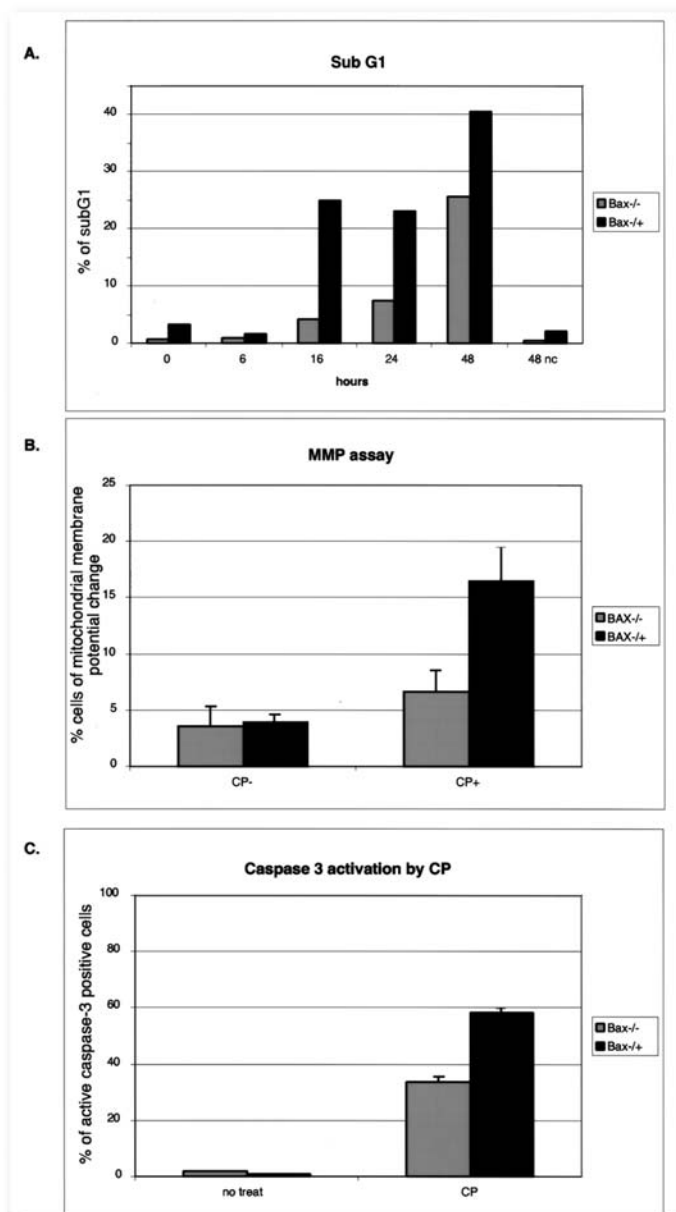 A.
Sub G1
% of subG1
40
30
20
10
0
0 6 16 24 48 48 nc
hours
Bax-/-
Bax-/+
B.
MMP assay
% cells of mitochondrial membrane
potential change
25
20
15
10
5
0
CP- CP+
BAX-/-
BAX-/+
C.
Caspase 3 activation by CP
% of active caspase-3 positive cells
100
80
60
40
20
0
no treat CP
Bax-/-
Bax-/+